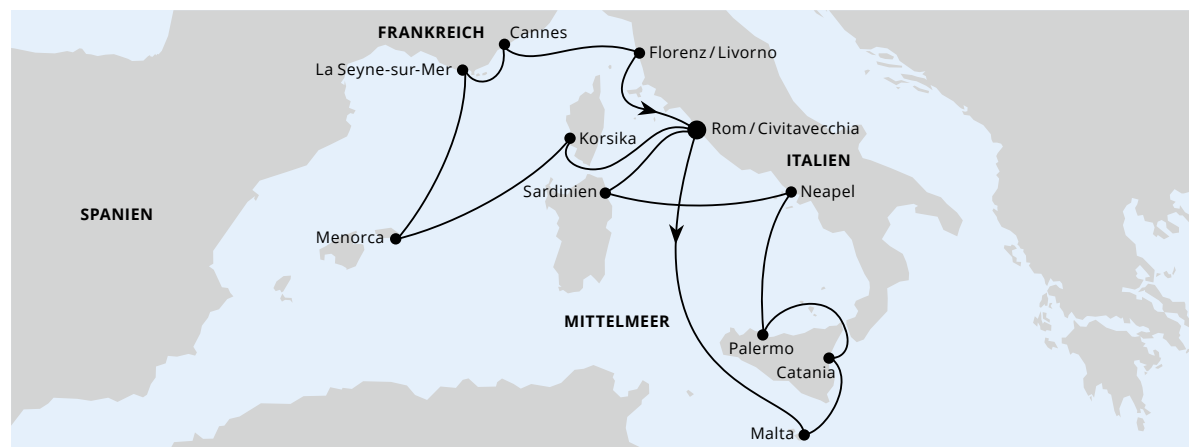 FRANKREICH
Cannes
La Seyne-sur-Mer
Florenz / Livorno
Korsika
Rom / Civitavecchia
ITALIEN
Sardinien
Neapel
SPANIEN
Menorca
MITTELMEER
Palermo
Catania
Malta